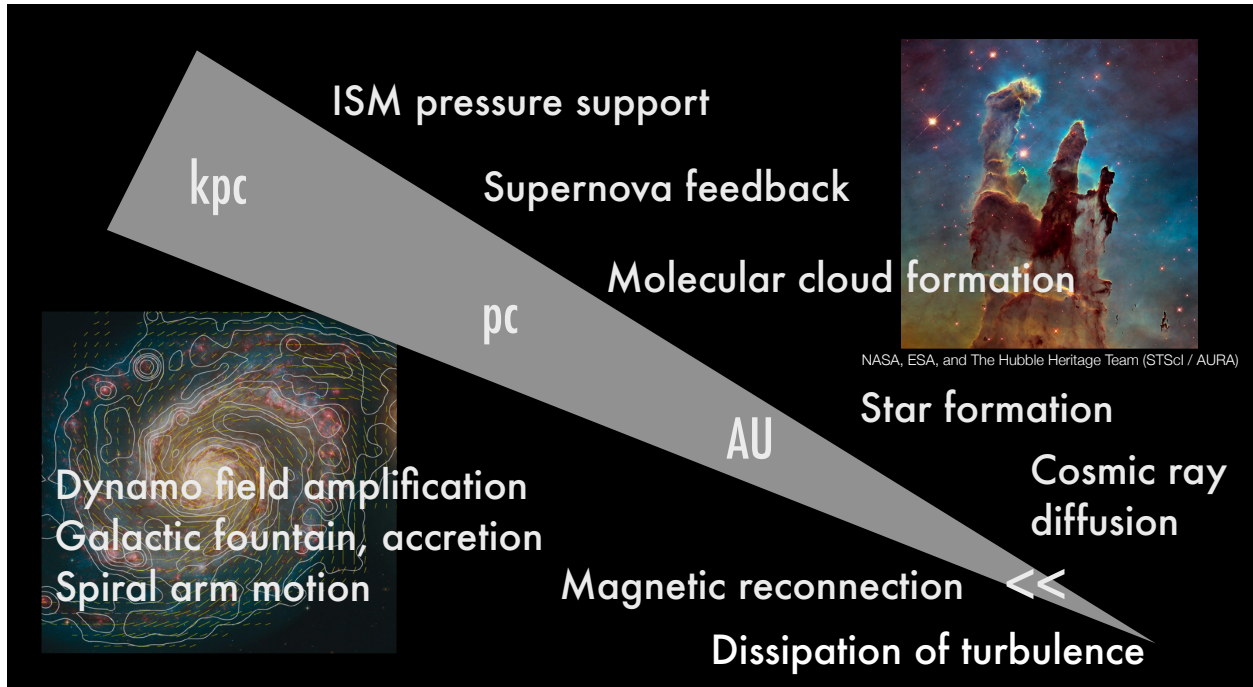 ISM pressure support
kpc
Supernova feedback
Molecular cloud formation
pc
NASA, ESA, and The Hubble Heritage Team (STScI / AURA)
Star formation
AU
Cosmic ray
diffusion
Dynamo field amplification
Galactic fountain, accretion
Spiral arm motion
Magnetic reconnection
<<
Dissipation of turbulence